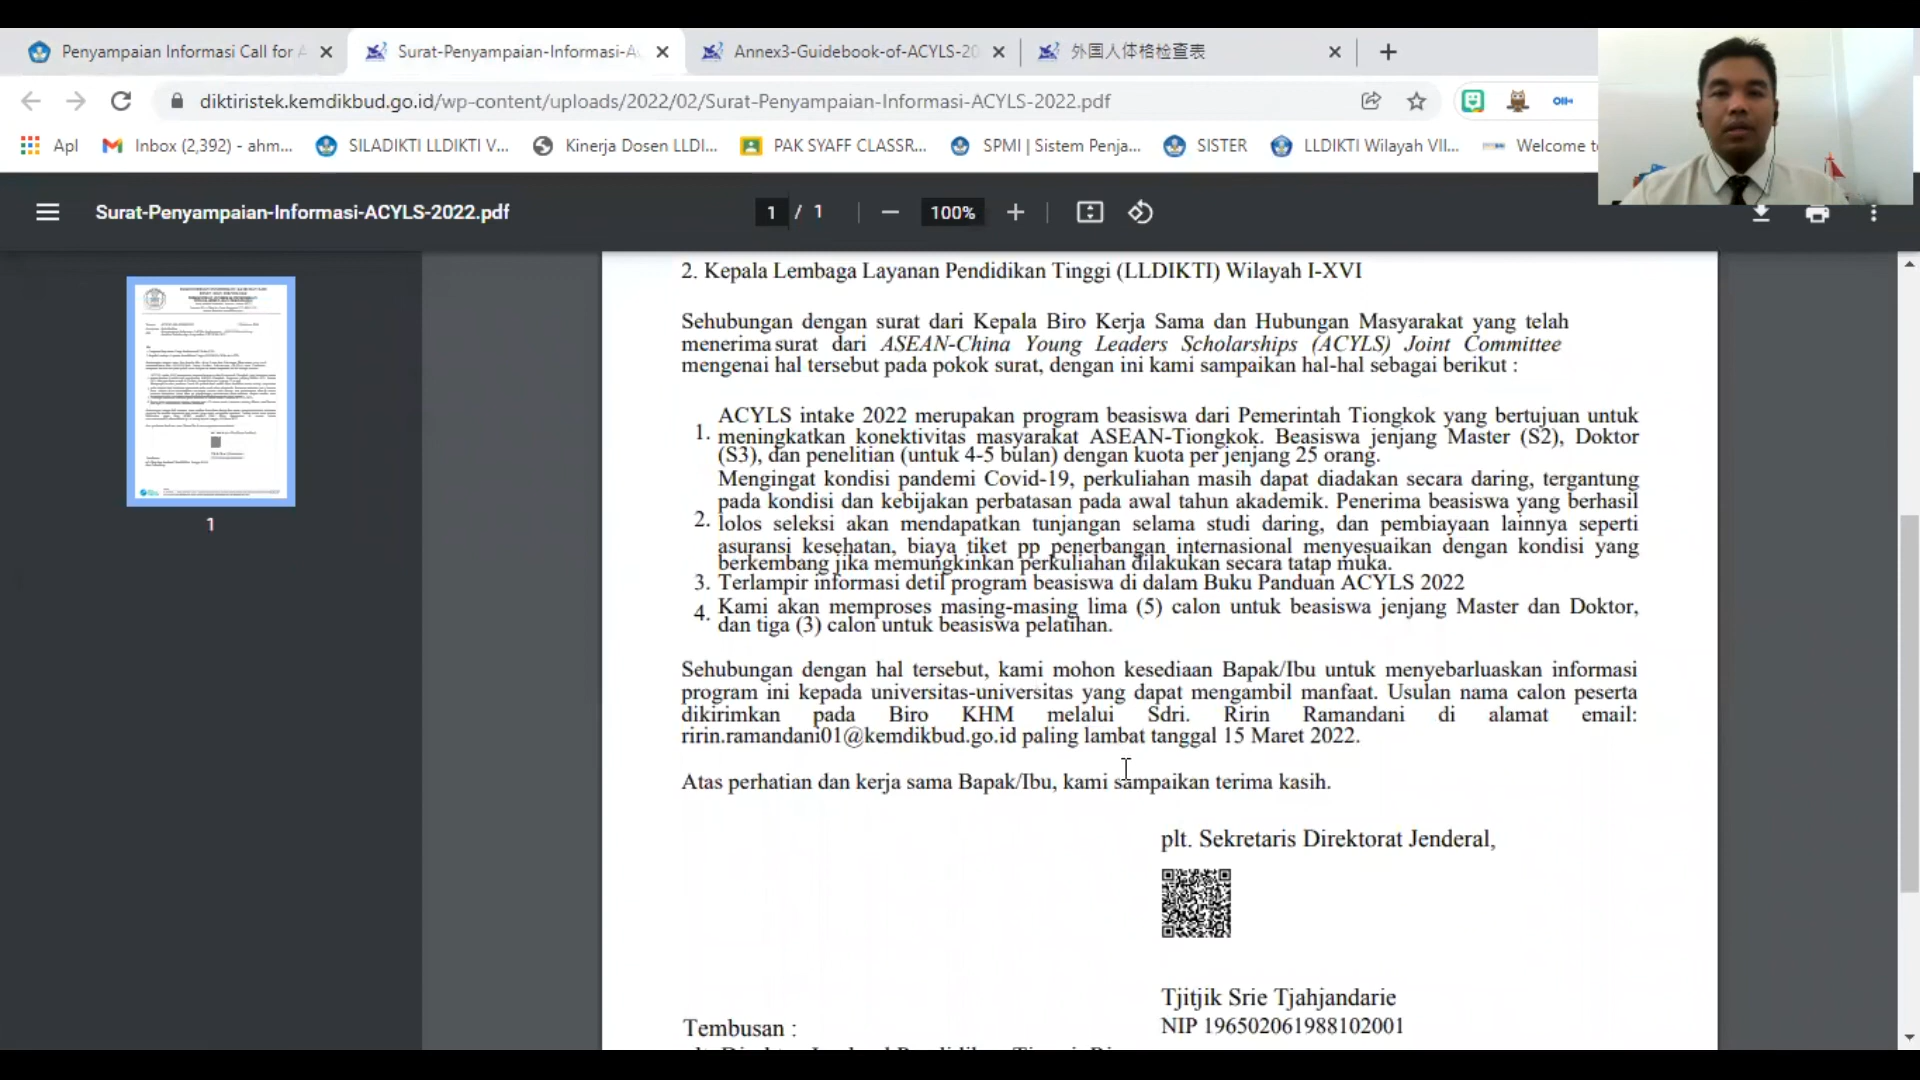 Penyampaian Informasi Call for A
Surat-Penyampaian-Informasi-A
Annex3-Guidebook-of-ACYLS-20
外国人体格检查表
diktiristek.kemdikbud.go.id/wp-content/uploads/2022/02/Surat-Penyampaian-Informasi-ACYLS-2022.pdf
Apl
Inbox (2,392) - ahm...
SILADIKTI LLDIKTI V...
Kinerja Dosen LLDI...
PAK SYAFF CLASSR...
SPMI | Sistem Penja...
SISTER
LLDIKTI Wilayah VII...
Welcome to
Surat-Penyampaian-Informasi-ACYLS-2022.pdf
1 / 1
100%
1
2. Kepala Lembaga Layanan Pendidikan Tinggi (LLDIKTI) Wilayah I-XVI
Sehubungan dengan surat dari Kepala Biro Kerja Sama dan Hubungan Masyarakat yang telah
menerima surat dari ASEAN-China Young Leaders Scholarships (ACYLS) Joint Committee
mengenai hal tersebut pada pokok surat, dengan ini kami sampaikan hal-hal sebagai berikut :
ACYLS intake 2022 merupakan program beasiswa dari Pemerintah Tiongkok yang bertujuan untuk
1. meningkatkan konektivitas masyarakat ASEAN-Tiongkok. Beasiswa jenjang Master (S2), Doktor
(S3), dan penelitian (untuk 4-5 bulan) dengan kuota per jenjang 25 orang.
Mengingat kondisi pandemi Covid-19, perkuliahan masih dapat diadakan secara daring, tergantung
pada kondisi dan kebijakan perbatasan pada awal tahun akademik. Penerima beasiswa yang berhasil
2. lolos seleksi akan mendapatkan tunjangan selama studi daring, dan pembiayaan lainnya seperti
asuransi kesehatan, biaya tiket pp penerbangan internasional menyesuaikan dengan kondisi yang
berkembang jika memungkinkan perkuliahan dilakukan secara tatap muka.
3. Terlampir informasi detil program beasiswa di dalam Buku Panduan ACYLS 2022
4. Kami akan memproses masing-masing lima (5) calon untuk beasiswa jenjang Master dan Doktor,
dan tiga (3) calon untuk beasiswa pelatihan.
Sehubungan dengan hal tersebut, kami mohon kesediaan Bapak/Ibu untuk menyebarluaskan informasi
program ini kepada universitas-universitas yang dapat mengambil manfaat. Usulan nama calon peserta
dikirimkan pada Biro KHM melalui Sdri. Ririn Ramandani di alamat email:
ririn.ramandani01@kemdikbud.go.id paling lambat tanggal 15 Maret 2022.
Atas perhatian dan kerja sama Bapak/Ibu, kami sampaikan terima kasih.
plt. Sekretaris Direktorat Jenderal,
Tjitjik Srie Tjahjandarie
NIP 196502061988102001
Tembusan :